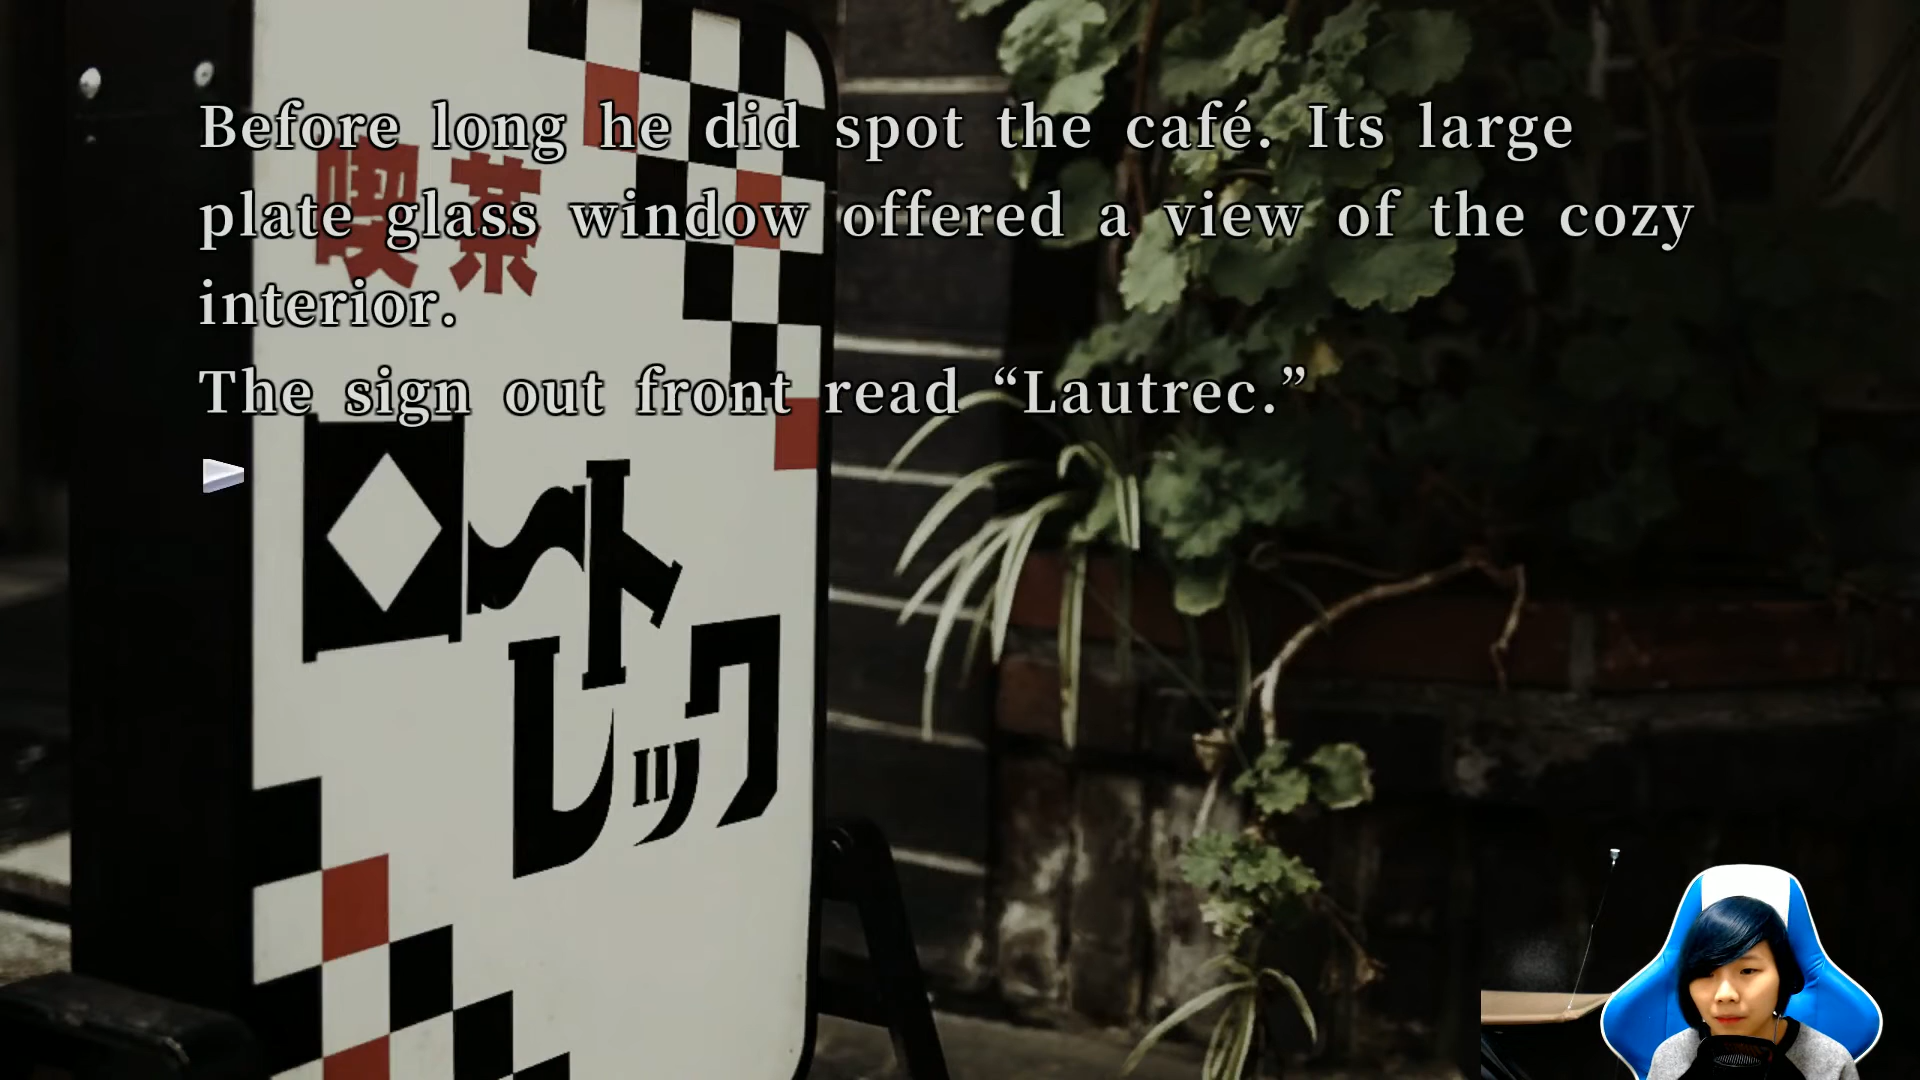 Before long he did spot the café. Its large
plate glass window offered a view of the cozy
interior.
The sign out front read “Lautrec.”
喫茶
ロート
レック